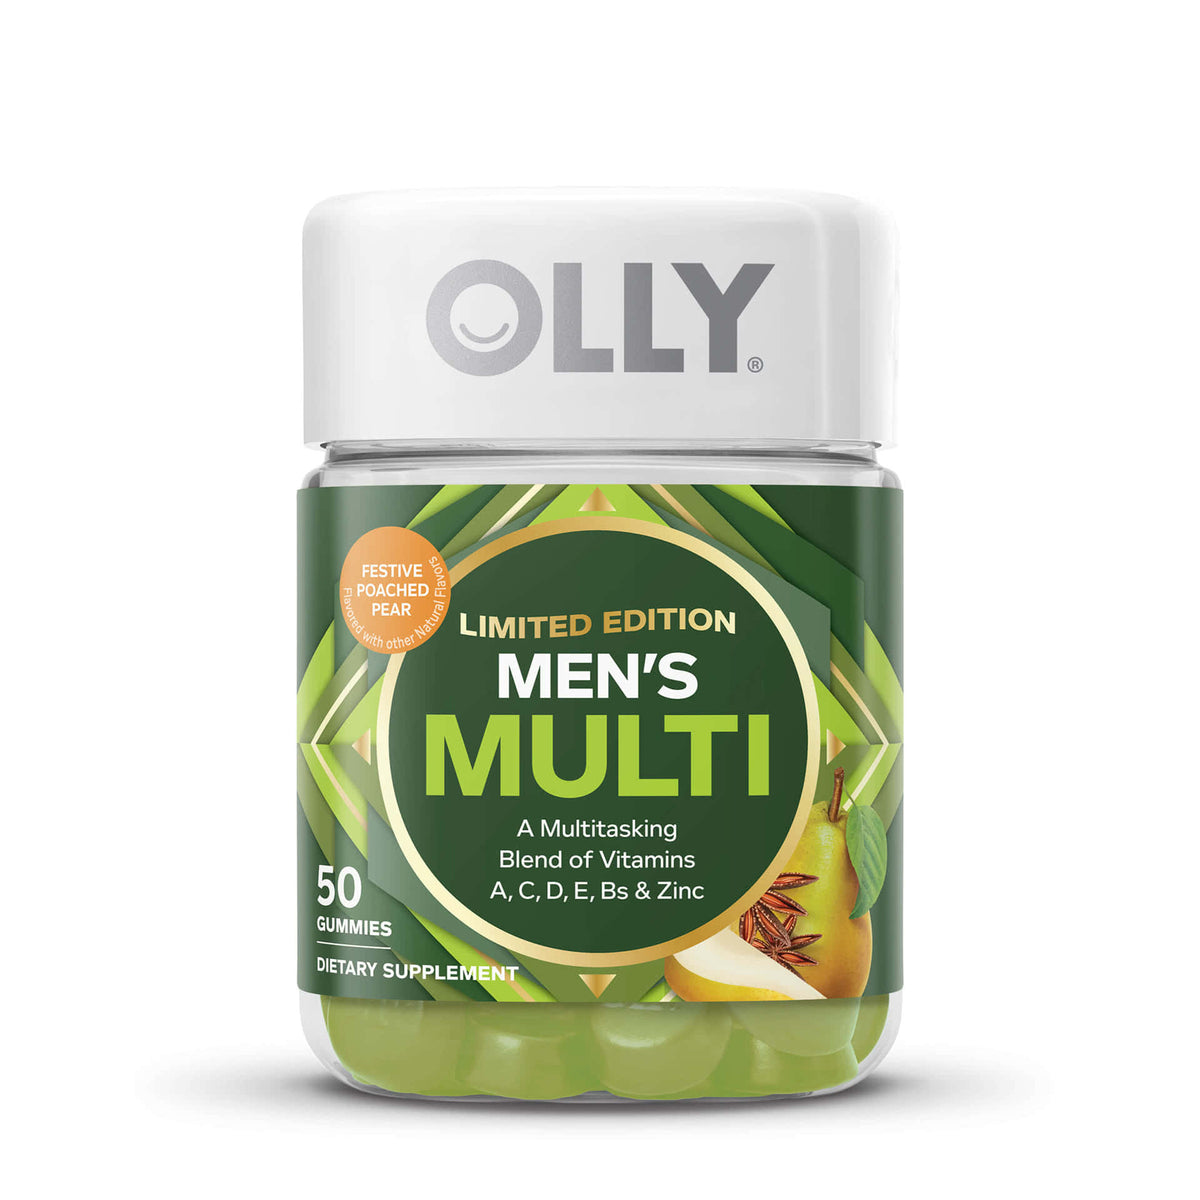 OLLY®
FESTIVE
POACHED
PEAR
Flavored with other Natural Flavors
LIMITED EDITION
MEN'S
MULTI
A Multitasking
Blend of Vitamins
A, C, D, E, Bs & Zinc
50
GUMMIES
DIETARY SUPPLEMENT